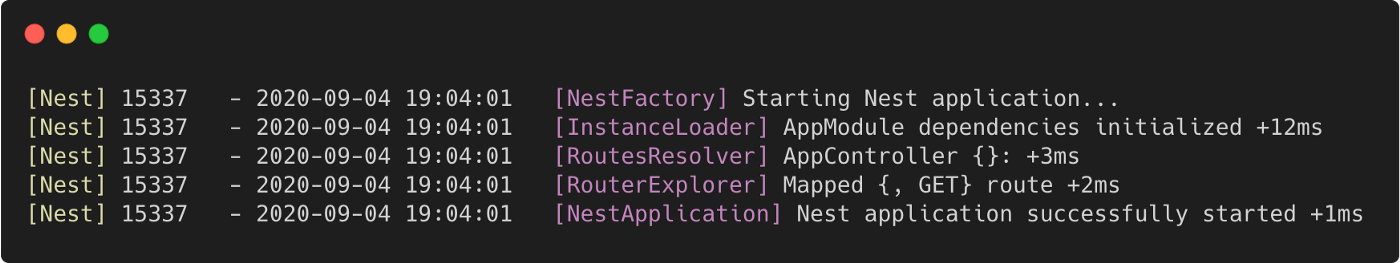 [Nest] 15337   - 2020-09-04 19:04:01   [NestFactory] Starting Nest application...
[Nest] 15337   - 2020-09-04 19:04:01   [InstanceLoader] AppModule dependencies initialized +12ms
[Nest] 15337   - 2020-09-04 19:04:01   [RoutesResolver] AppController {}: +3ms
[Nest] 15337   - 2020-09-04 19:04:01   [RouterExplorer] Mapped {, GET} route +2ms
[Nest] 15337   - 2020-09-04 19:04:01   [NestApplication] Nest application successfully started +1ms